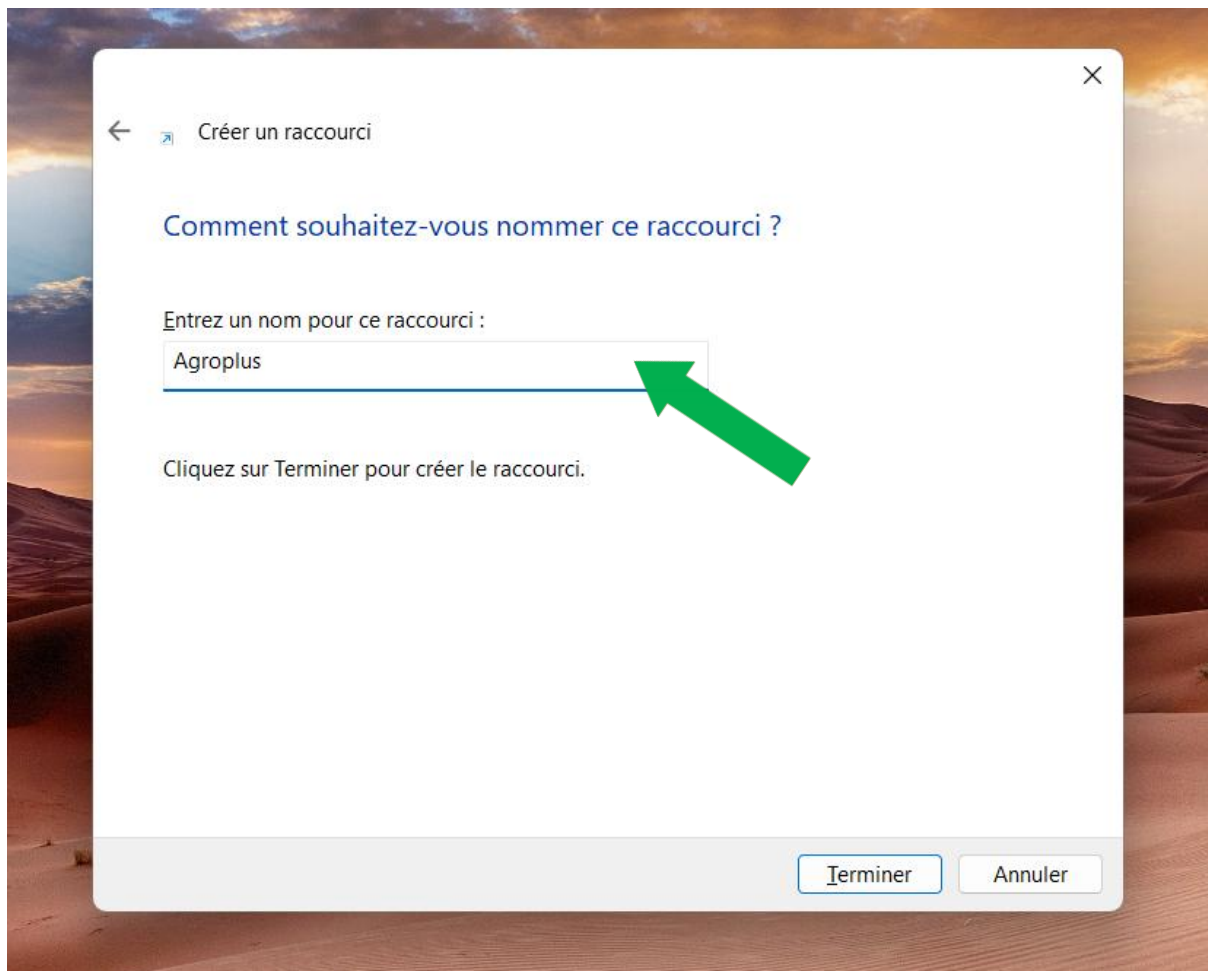 Créer un raccourci
Comment souhaitez-vous nommer ce raccourci ?
Entrez un nom pour ce raccourci :
Agroplus
Cliquez sur Terminer pour créer le raccourci.
Terminer
Annuler